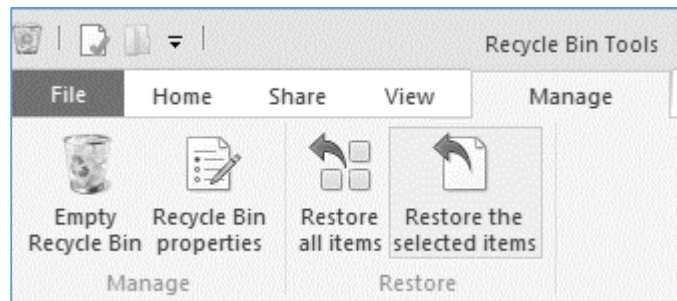 Recycle Bin Tools
File Home Share View Manage
Empty Recycle Bin Restore Restore the
Recycle Bin properties all items selected items
Manage Restore